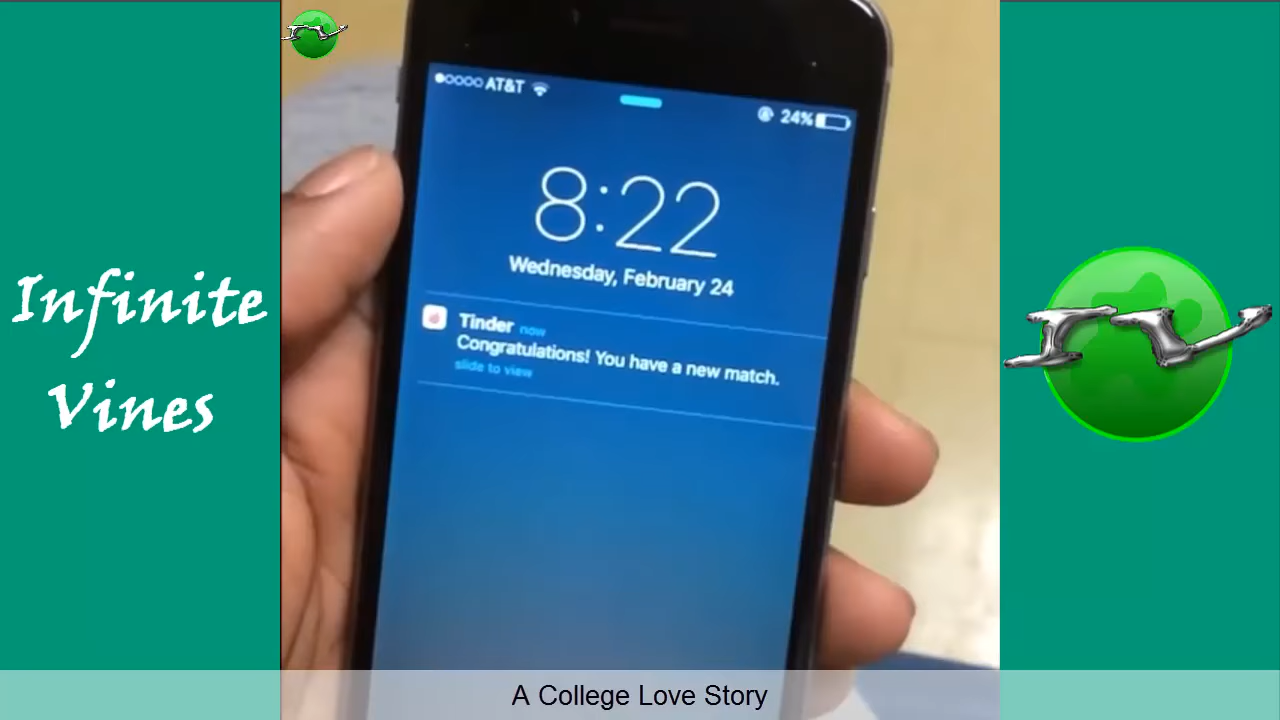 Infinite
Vines
AT&T
24%
8:22
Wednesday, February 24
Tinder now
Congratulations! You have a new match.
slide to view
IV
A College Love Story